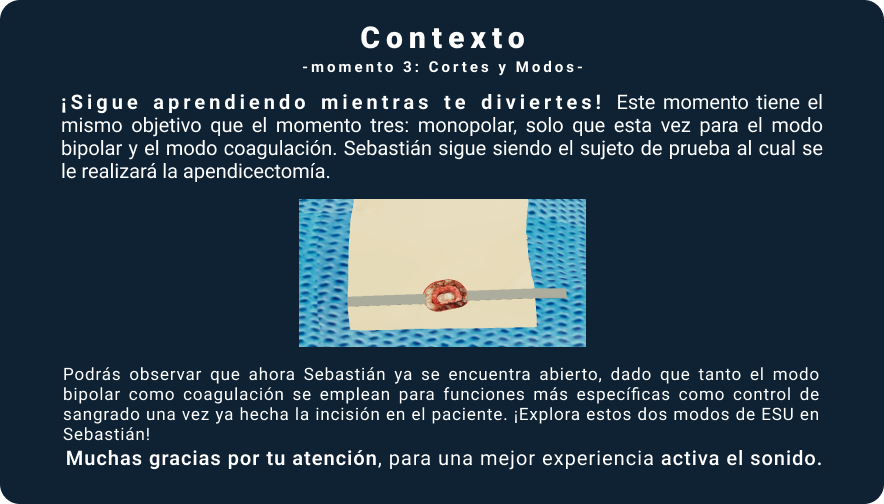 Contexto
-momento 3: Cortes y Modos-
¡Sigue aprendiendo mientras te diviertes! Este momento tiene el
mismo objetivo que el momento tres: monopolar, solo que esta vez para el modo
bipolar y el modo coagulación. Sebastián sigue siendo el sujeto de prueba al cual se
le realizará la apendicectomía.
Podrás observar que ahora Sebastián ya se encuentra abierto, dado que tanto el modo
bipolar como coagulación se emplean para funciones más específicas como control de
sangrado una vez ya hecha la incisión en el paciente. ¡Explora estos dos modos de ESU en
Sebastián!
Muchas gracias por tu atención, para una mejor experiencia activa el sonido.